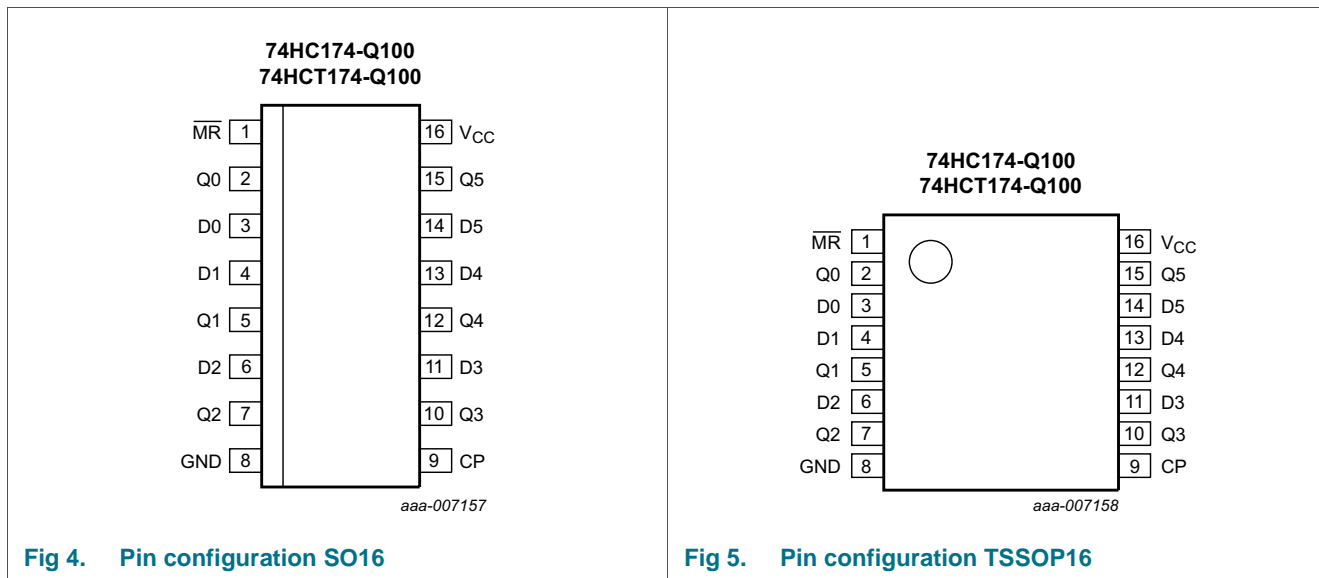 74HC174-Q100
74HCT174-Q100
MR 1 16 VCC
Q0 2 15 Q5
D0 3 14 D5
D1 4 13 D4
Q1 5 12 Q4
D2 6 11 D3
Q2 7 10 Q3
GND 8 9 CP
aaa-007157
Fig 4. Pin configuration SO16
74HC174-Q100
74HCT174-Q100
MR 1 16 VCC
Q0 2 15 Q5
D0 3 14 D5
D1 4 13 D4
Q1 5 12 Q4
D2 6 11 D3
Q2 7 10 Q3
GND 8 9 CP
aaa-007158
Fig 5. Pin configuration TSSOP16